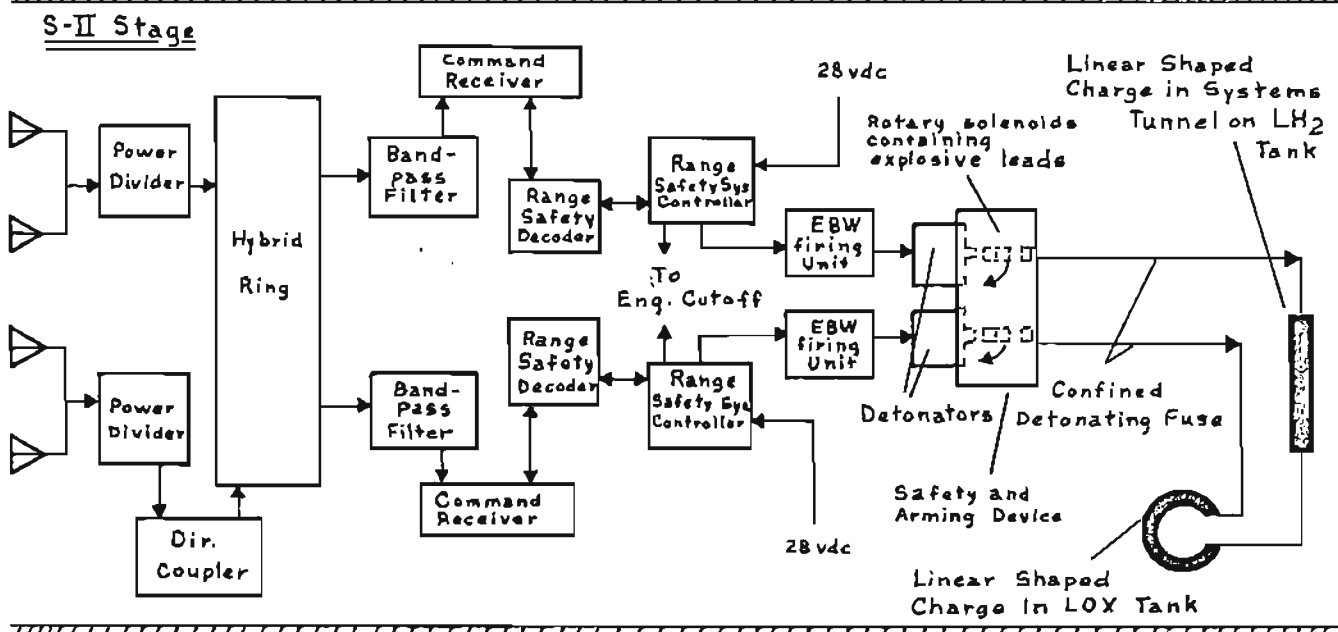 S-II Stage
Power
Divider
Hybrid
Ring
Power
Divider
Dir.
Coupler
Command
Receiver
Band-
pass
Filter
Range
Safety
Decoder
Range
Safety Sys
Controller
28 vdc
To
Eng. Cutoff
Range
Safety
Decoder
Band-
Pass
Filter
Command
Receiver
Range
Safety Sys
Controller
28 vdc
EBW
firing
Unit
EBW
firing
Unit
Rotary solenoids
containing
explosive leads
Linear Shaped
Charge in Systems
Tunnel on LH2
Tank
Detonators
Confined
Detonating Fuse
Safety and
Arming Device
Linear Shaped
Charge In LOX Tank